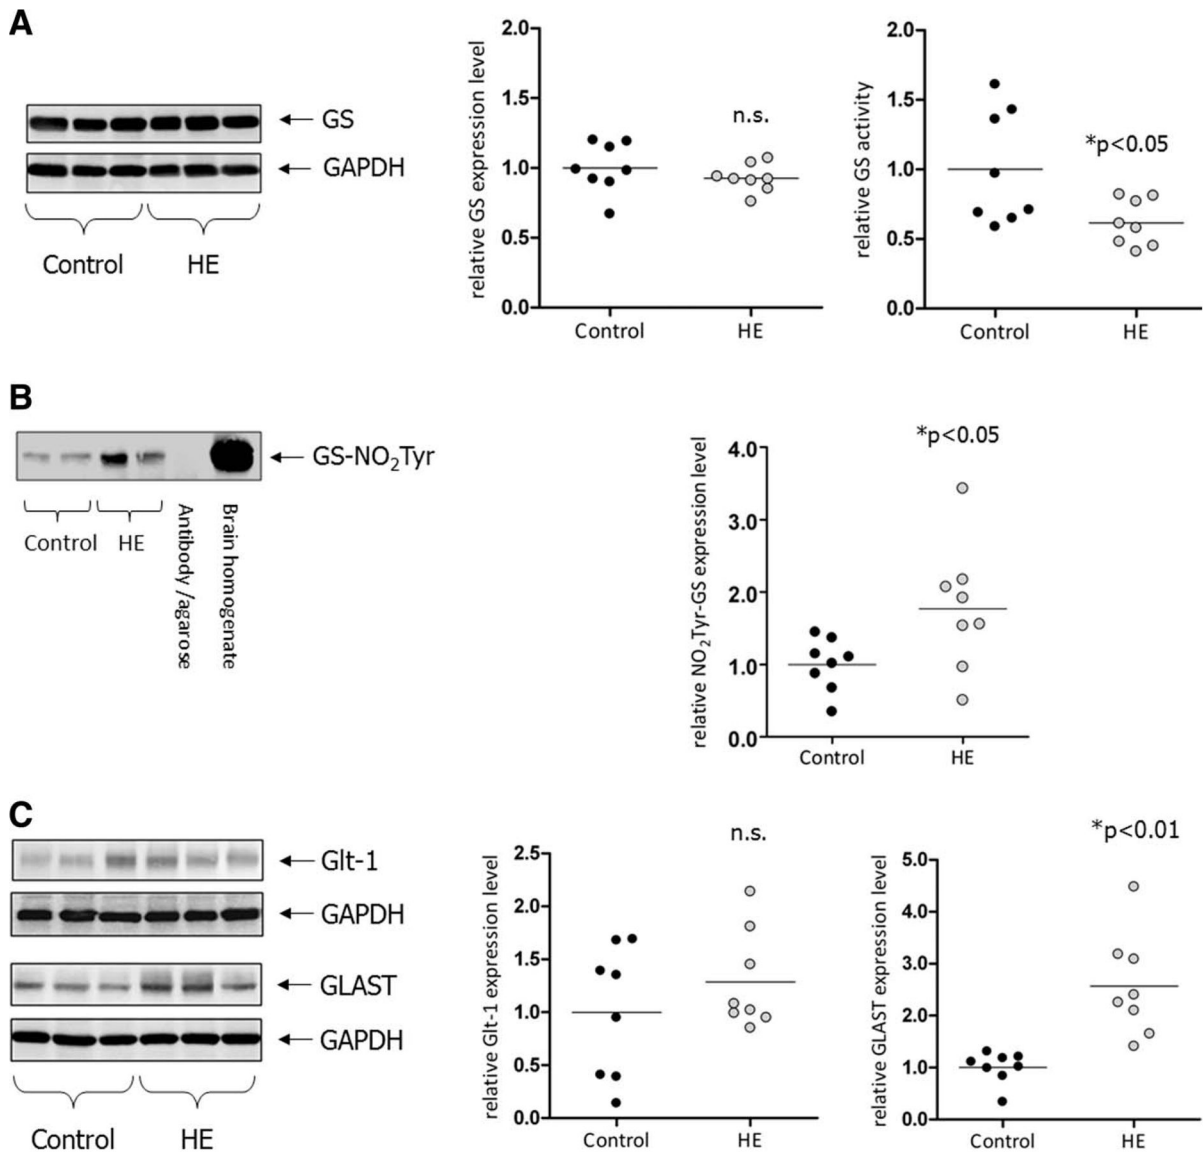 A
GS
GAPDH
Control
HE
relative GS expression level
2.0
1.5
1.0
0.5
0.0
n.s.
Control
HE
relative GS activity
2.0
1.5
1.0
0.5
0.0
*p<0.05
Control
HE
B
GS-NO₂Tyr
Control
HE
Antibody /agarose
Brain homogenate
relative NO₂Tyr-GS expression level
4.0
3.0
2.0
1.0
0.0
*p<0.05
Control
HE
C
Glt-1
GAPDH
GLAST
GAPDH
Control
HE
relative Glt-1 expression level
2.5
2.0
1.5
1.0
0.5
0.0
n.s.
Control
HE
relative GLAST expression level
5.0
4.0
3.0
2.0
1.0
0.0
*p<0.01
Control
HE